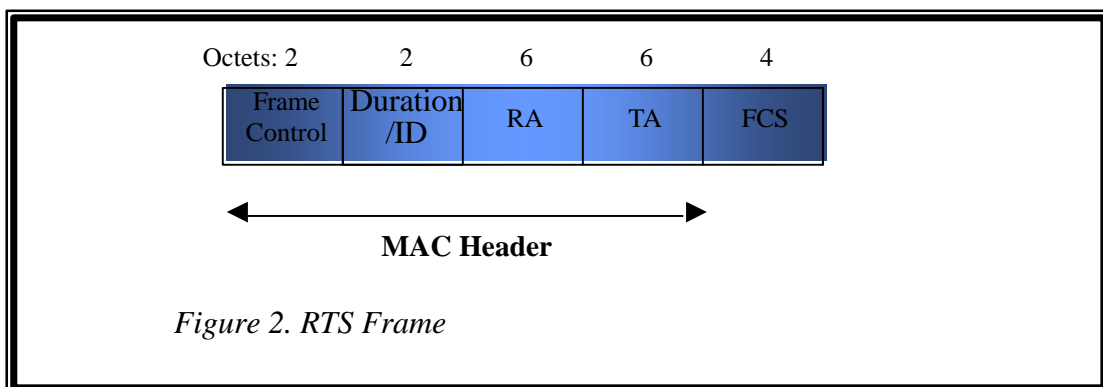 Octets: 2 2 6 6 4
Frame Control Duration /ID RA TA FCS
MAC Header
Figure 2. RTS Frame